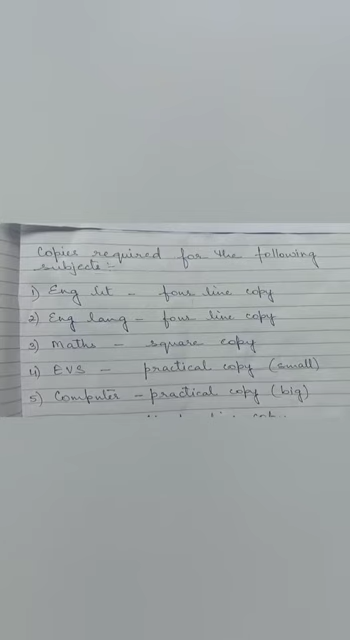 Copies required for the following
subjects:-
1) Eng lit - four line copy
2) Eng lang - four line copy
3) Maths - square copy
4) EVS - practical copy (small)
5) Computer - practical copy (big)